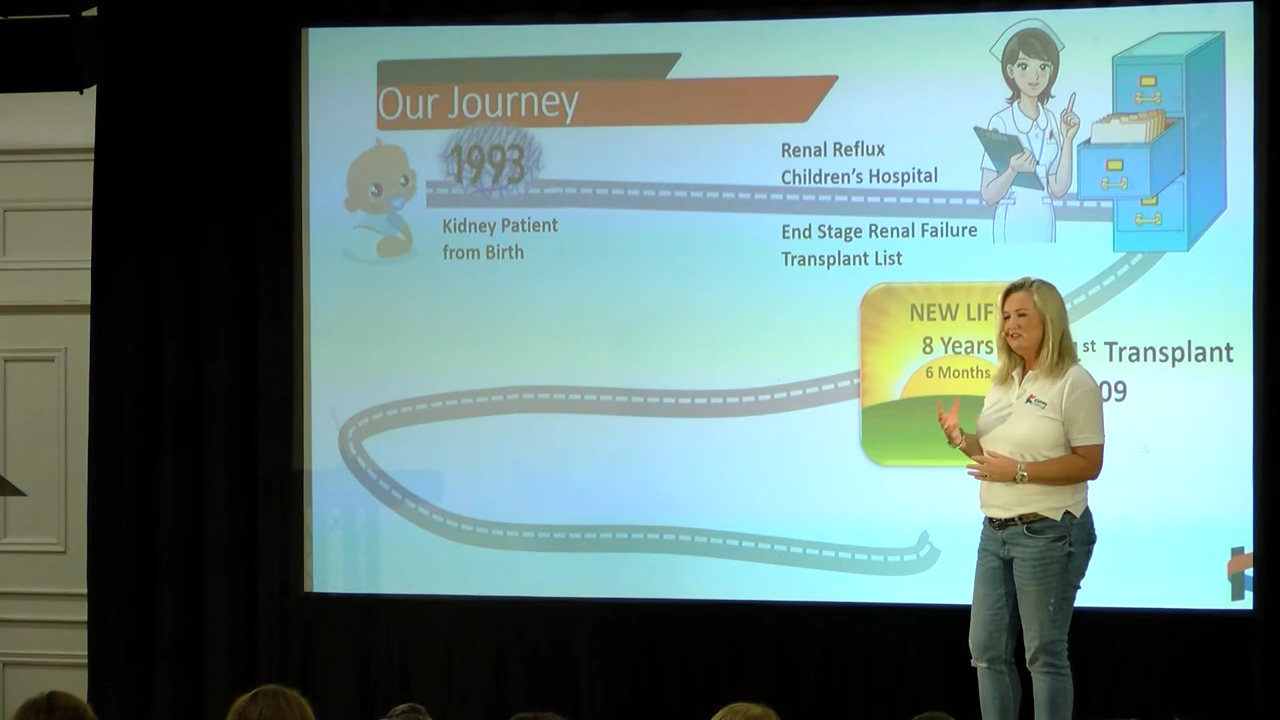 Our Journey
1993
Kidney Patient
from Birth
Renal Reflux
Children's Hospital
End Stage Renal Failure
Transplant List
NEW LIF
8 Years
6 Months
1st Transplant
09